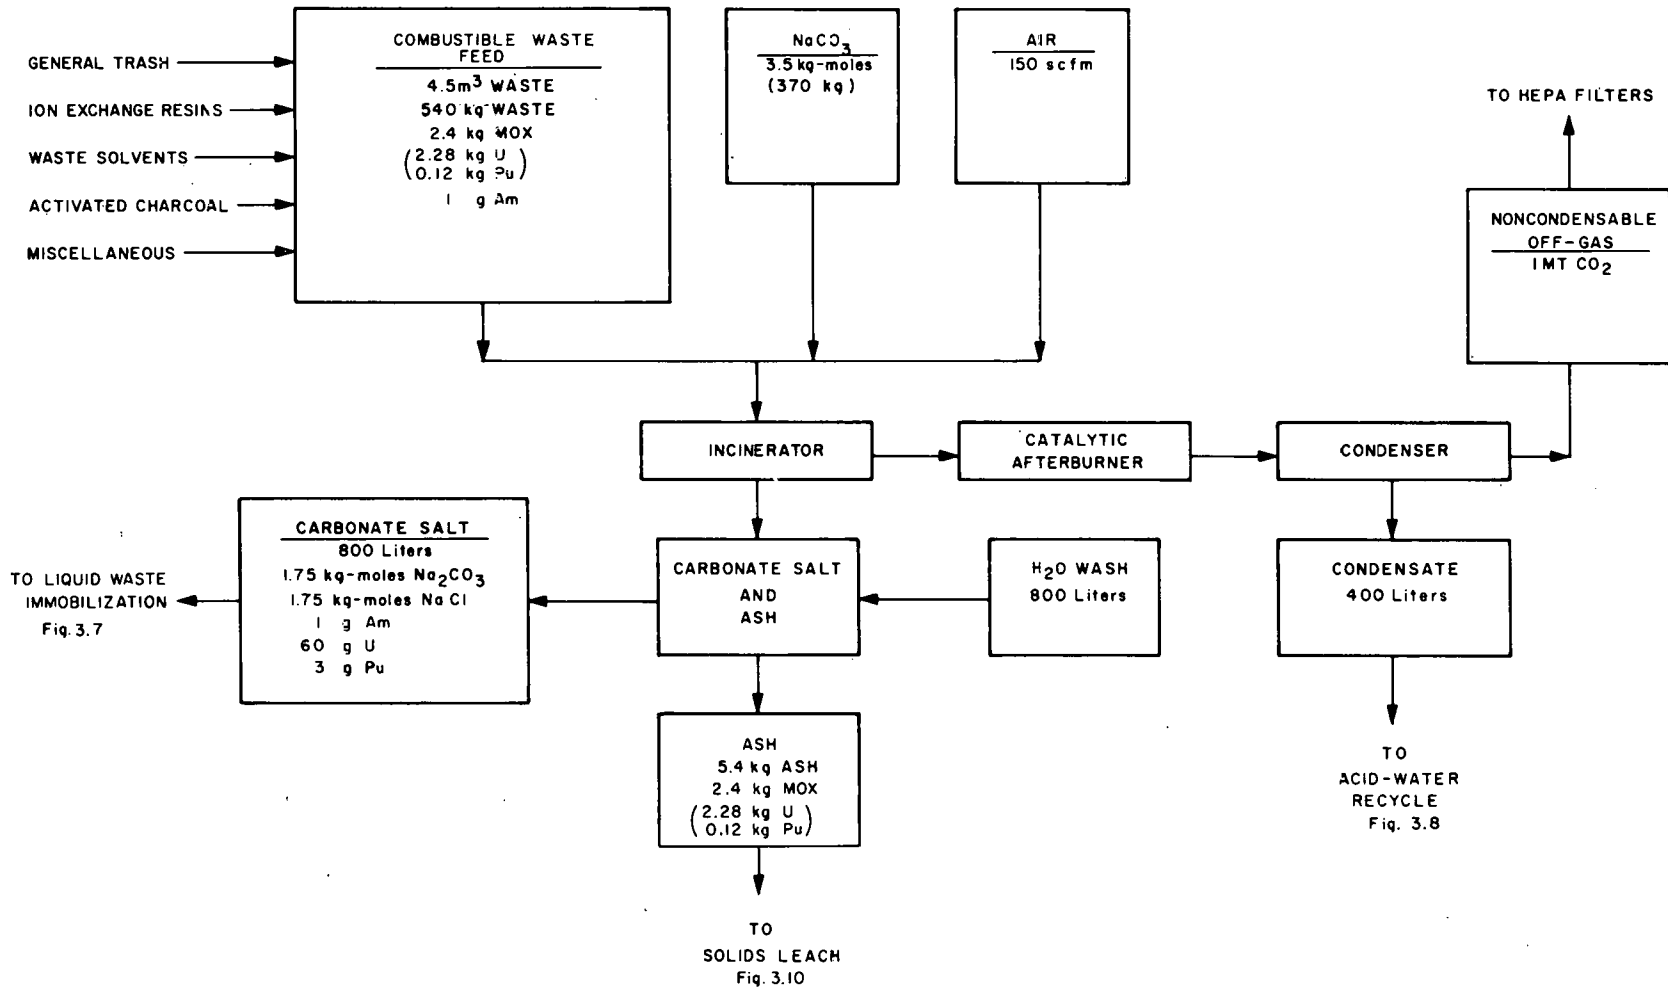 GENERAL TRASH
ION EXCHANGE RESINS
WASTE SOLVENTS
ACTIVATED CHARCOAL
MISCELLANEOUS
COMBUSTIBLE WASTE
FEED
4.5m³ WASTE
540 kg WASTE
2.4 kg MOX
(2.28 kg U
0.12 kg Pu)
1 g Am
NaCO₃
3.5 kg-moles
(370 kg)
AIR
150 scfm
TO HEPA FILTERS
NONCONDENSABLE
OFF-GAS
1MT CO₂
INCINERATOR
CATALYTIC
AFTERBURNER
CONDENSER
CARBONATE SALT
800 Liters
1.75 kg-moles Na₂CO₃
1.75 kg-moles NaCl
1 g Am
60 g U
3 g Pu
TO LIQUID WASTE
IMMOBILIZATION
Fig. 3.7
CARBONATE SALT
AND
ASH
H₂O WASH
800 Liters
CONDENSATE
400 Liters
ASH
5.4 kg ASH
2.4 kg MOX
(2.28 kg U
0.12 kg Pu)
TO
ACID-WATER
RECYCLE
Fig. 3.8
TO
SOLIDS LEACH
Fig. 3.10